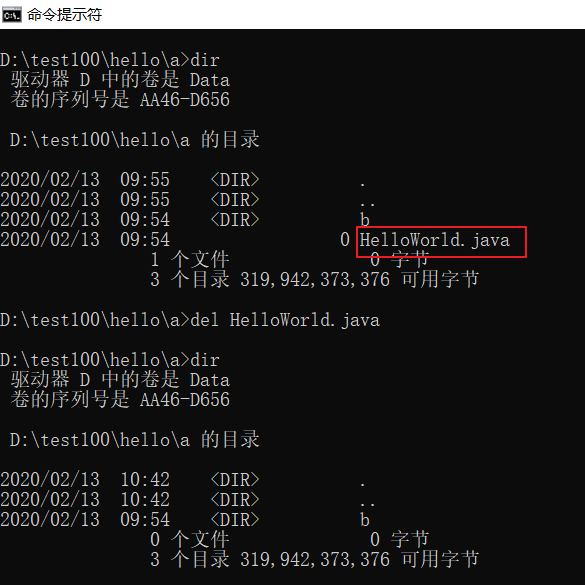 命令提示符
D:\test100\hello\a>dir
驱动器 D 中的卷是 Data
卷的序列号是 AA46-D656
D:\test100\hello\a 的目录
2020/02/13  09:55    <DIR>          .
2020/02/13  09:55    <DIR>          ..
2020/02/13  09:54    <DIR>          b
2020/02/13  09:54                 0 HelloWorld.java
1 个文件              0 字节
3 个目录 319,942,373,376 可用字节
D:\test100\hello\a>del HelloWorld.java
D:\test100\hello\a>dir
驱动器 D 中的卷是 Data
卷的序列号是 AA46-D656
D:\test100\hello\a 的目录
2020/02/13  10:42    <DIR>          .
2020/02/13  10:42    <DIR>          ..
2020/02/13  09:54    <DIR>          b
0 个文件              0 字节
3 个目录 319,942,373,376 可用字节